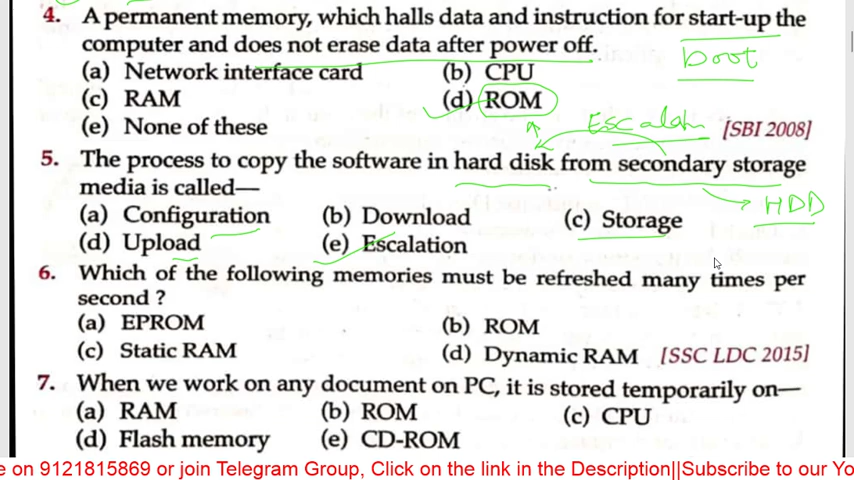 4. A permanent memory, which halls data and instruction for start-up the
computer and does not erase data after power off.
boot
(a) Network interface card (b) CPU
(c) RAM (d) ROM
(e) None of these
Escalan [SBI 2008]
5. The process to copy the software in hard disk from secondary storage
media is called—
HDD
(a) Configuration (b) Download (c) Storage
(d) Upload (e) Escalation
6. Which of the following memories must be refreshed many times per
second ?
(a) EPROM (b) ROM
(c) Static RAM (d) Dynamic RAM [SSC LDC 2015]
7. When we work on any document on PC, it is stored temporarily on—
(a) RAM (b) ROM (c) CPU
(d) Flash memory (e) CD-ROM
e on 9121815869 or join Telegram Group, Click on the link in the Description||Subscribe to our Yo